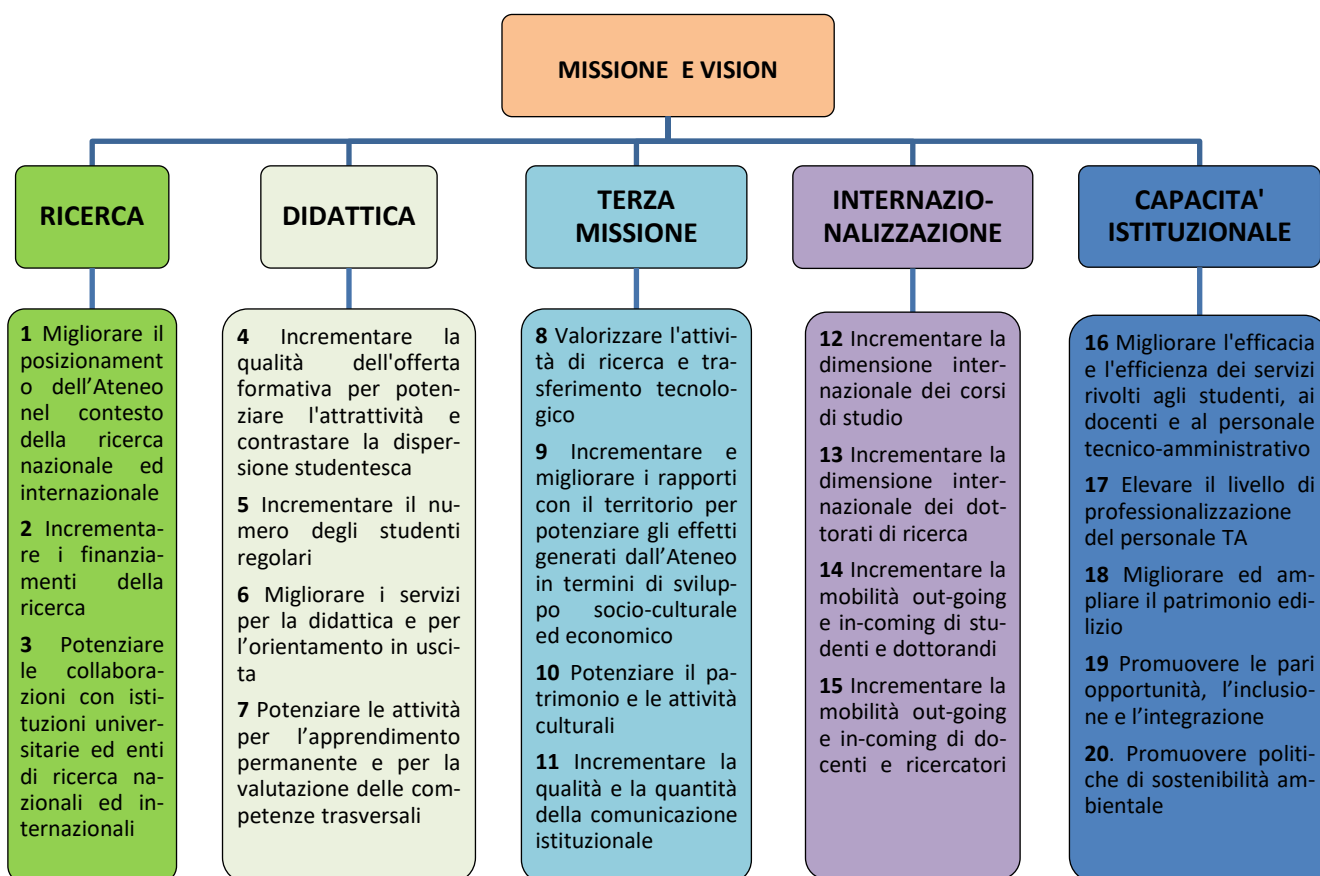 MISSIONE E VISION
RICERCA
DIDATTICA
TERZA
MISSIONE
INTERNAZIO-
NALIZZAZIONE
CAPACITA'
ISTITUZIONALE
1 Migliorare il
posizionament
o dell’Ateneo
nel contesto
della ricerca
nazionale ed
internazionale
2 Incrementa-
re i finanzia-
menti della
ricerca
3 Potenziare
le collabora-
zioni con isti-
tuzioni univer-
sitarie ed enti
di ricerca na-
zionali ed in-
ternazionali
4 Incrementare la
qualità dell'offerta
formativa per poten-
ziare l'attrattività e
contrastare la disper-
sione studentesca
5 Incrementare il nu-
mero degli studenti
regolari
6 Migliorare i servizi
per la didattica e per
l’orientamento in usci-
ta
7 Potenziare le attività
per l’apprendimento
permanente e per la
valutazione delle com-
petenze trasversali
8 Valorizzare l'attivi-
tà di ricerca e tra-
sferimento tecnolo-
gico
9 Incrementare e
migliorare i rapporti
con il territorio per
potenziare gli effetti
generati dall’Ateneo
in termini di svilup-
po socio-culturale
ed economico
10 Potenziare il pa-
trimonio e le attività
culturali
11 Incrementare la
qualità e la quantità
della comunicazione
istituzionale
12 Incrementare la
dimensione inter-
nazionale dei corsi
di studio
13 Incrementare la
dimensione inter-
nazionale dei dot-
torati di ricerca
14 Incrementare la
mobilità out-going
e in-coming di stu-
denti e dottorandi
15 Incrementare la
mobilità out-going
e in-coming di do-
centi e ricercatori
16 Migliorare l'efficacia
e l'efficienza dei servizi
rivolti agli studenti, ai
docenti e al personale
tecnico-amministrativo
17 Elevare il livello di
professionalizzazione
del personale TA
18 Migliorare ed am-
pliare il patrimonio edi-
lizio
19 Promuovere le pari
opportunità, l’inclusio-
ne e l’integrazione
20. Promuovere politi-
che di sostenibilità am-
bientale